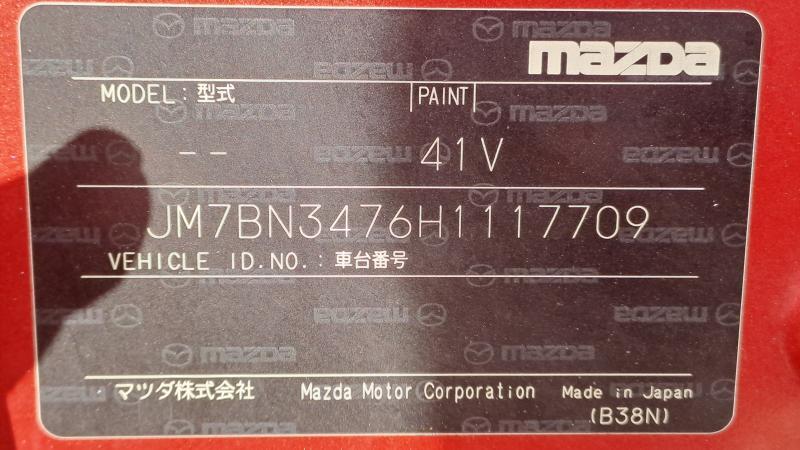 mazda
MODEL : 型式 PAINT
-- 41V
JM7BN3476H1117709
VEHICLE ID.NO. : 車台番号
マツダ株式会社 Mazda Motor Corporation Made in Japan
(B38N)